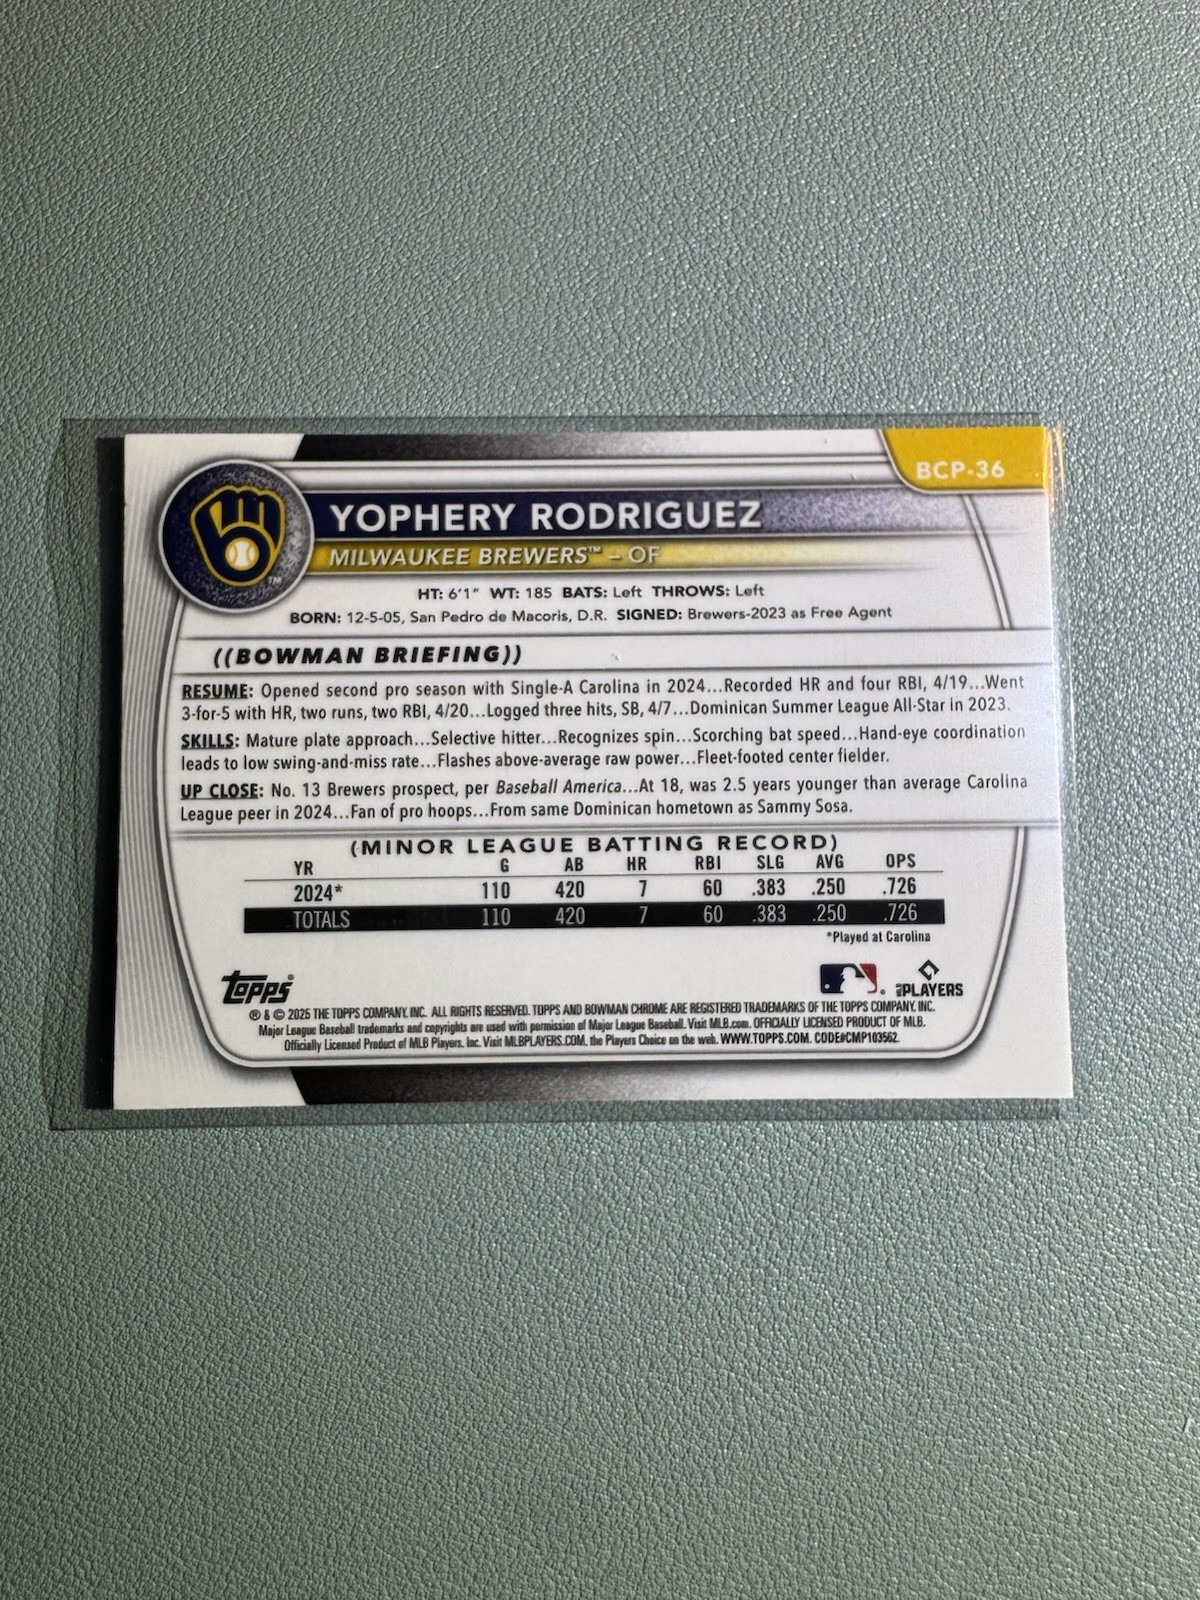 BCP-36
YOPHERY RODRIGUEZ
MILWAUKEE BREWERS™ – OF
HT: 6'1" WT: 185 BATS: Left THROWS: Left
BORN: 12-5-05, San Pedro de Macoris, D.R. SIGNED: Brewers-2023 as Free Agent
((BOWMAN BRIEFING))
RESUME: Opened second pro season with Single-A Carolina in 2024...Recorded HR and four RBI, 4/19...Went
3-for-5 with HR, two runs, two RBI, 4/20...Logged three hits, SB, 4/7...Dominican Summer League All-Star in 2023.
SKILLS: Mature plate approach...Selective hitter...Recognizes spin...Scorching bat speed...Hand-eye coordination
leads to low swing-and-miss rate...Flashes above-average raw power...Fleet-footed center fielder.
UP CLOSE: No. 13 Brewers prospect, per Baseball America...At 18, was 2.5 years younger than average Carolina
League peer in 2024...Fan of pro hoops...From same Dominican hometown as Sammy Sosa.
(MINOR LEAGUE BATTING RECORD)
YR G AB HR RBI SLG AVG OPS
2024* 110 420 7 60 .383 .250 .726
TOTALS 110 420 7 60 .383 .250 .726
*Played at Carolina
TM
Topps®
MLB PLAYERS
® & © 2025 THE TOPPS COMPANY, INC. ALL RIGHTS RESERVED. TOPPS AND BOWMAN CHROME ARE REGISTERED TRADEMARKS OF THE TOPPS COMPANY, INC.
Major League Baseball trademarks and copyrights are used with permission of Major League Baseball. Visit MLB.com. OFFICIALLY LICENSED PRODUCT OF MLB.
Officially Licensed Product of MLB Players, Inc. Visit MLBPLAYERS.COM, the Players Choice on the web. WWW.TOPPS.COM. CODE#CMP103562.